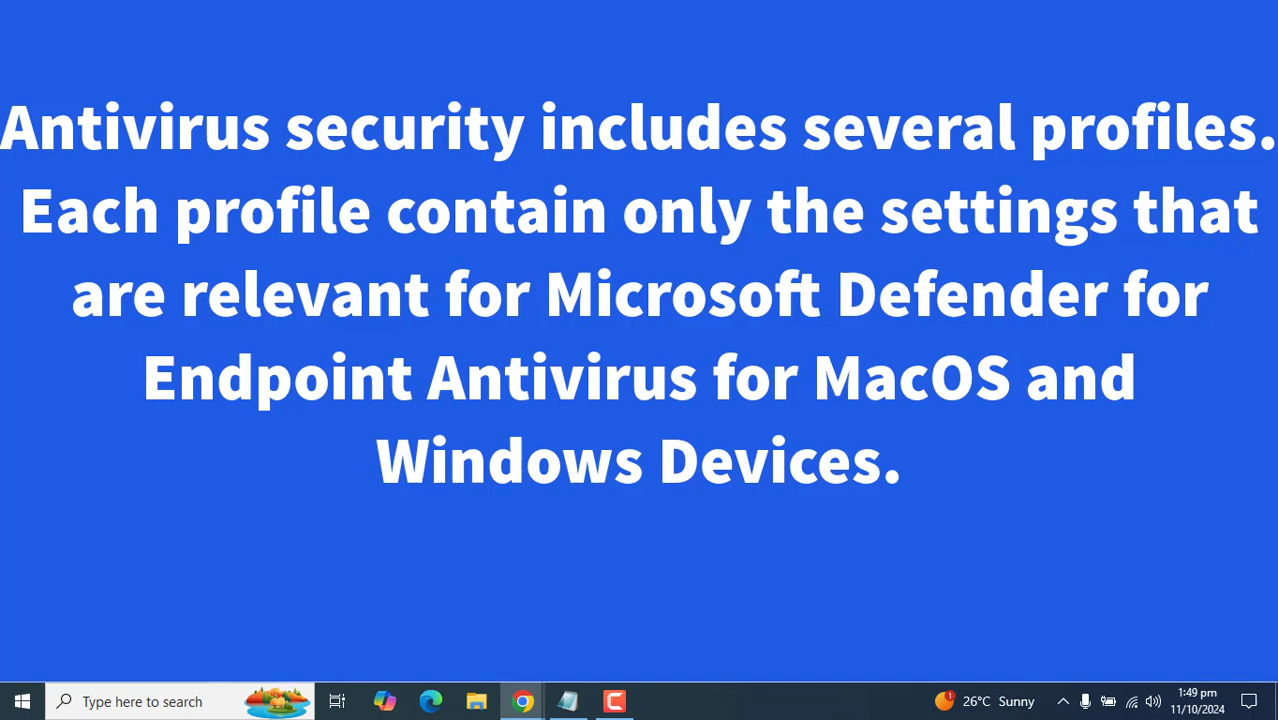 Antivirus security includes several profiles.
Each profile contain only the settings that
are relevant for Microsoft Defender for
Endpoint Antivirus for MacOS and
Windows Devices.
Type here to search
1
26°C Sunny
1:49 pm
11/10/2024